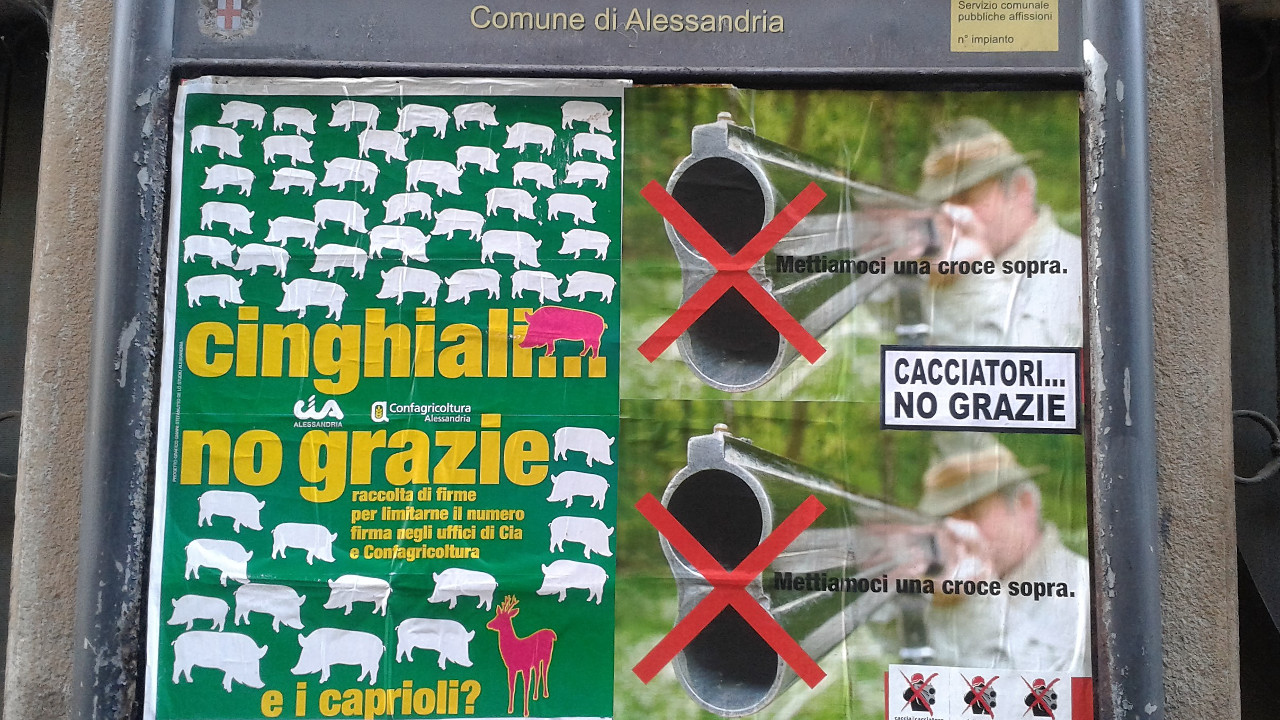 Comune di Alessandria
Servizio comunale
pubbliche affissioni
n° impianto
cinghiali...
CIA
ALESSANDRIA
Confagricoltura
Alessandria
no grazie
raccolta di firme
per limitarne il numero
firma negli uffici di Cia
e Confagricoltura
e i caprioli?
Mettiamoci una croce sopra.
CACCIATORI...
NO GRAZIE
Mettiamoci una croce sopra.